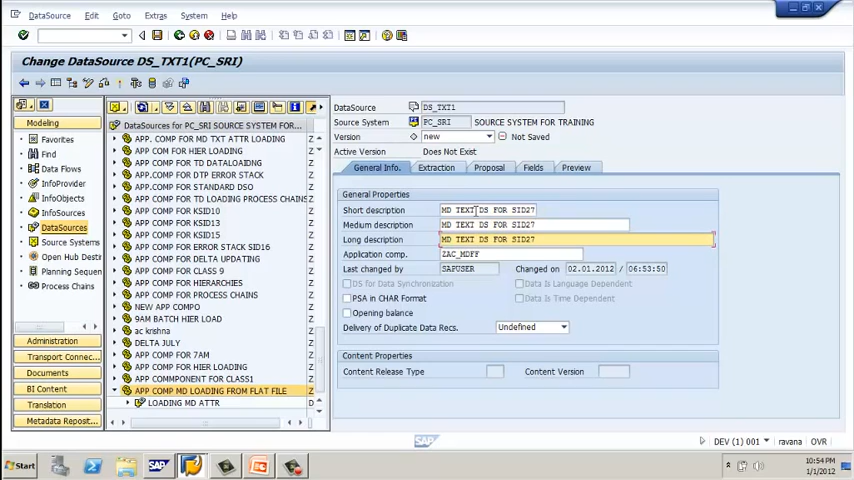 DataSource Edit Goto Extras System Help
Change DataSource DS_TXT1(PC_SRI)
Modeling
Favorites
Find
Data Flows
InfoProvider
InfoObjects
InfoSources
DataSources
Source Systems
Open Hub Destin
Planning Sequen
Process Chains
Administration
Transport Connec...
Documents
BI Content
Translation
Metadata Reposit...
DataSources for PC_SRI SOURCE SYSTEM FOR...
APP. COMP FOR MD TXT ATTR LOADING Z
APP COM FOR HIER LOADING Z
APP COMP FOR TD DATALOAIDNG Z
APP COMP FOR DTP ERROR STACK Z
APP COMP FOR STANDARD DSO Z
APP COMP FOR TD LOADING PROCESS CHAINS Z
APP COMP FOR KSID10 Z
APP COMP FOR KSID13 Z
APP COMP FOR KSID15 Z
APP COMP FOR ERROR STACK SID16 Z
APP COMP FOR DELTA UPDATING Z
APP COMP FOR CLASS 9 Z
APP COMP FOR HIERARCHIES Z
APP COMP FOR PROCESS CHAINS Z
NEW APP COMPO Z
9AM BATCH HIER LOAD Z
ac krishna Z
DELTA JULY Z
APP COMP FOR 7AM Z
APP COMP FOR HIER LOADING Z
APP COMMPONENT FOR CLASS1 Z
APP COMP MD LOADING FROM FLAT FILE Z
LOADING MD ATTR D
DataSource DS_TXT1
Source System PC_SRI SOURCE SYSTEM FOR TRAINING
Version new Not Saved
Active Version Does Not Exist
General Info. Extraction Proposal Fields Preview
General Properties
Short description MD TEXT DS FOR SID27
Medium description MD TEXT DS FOR SID27
Long description MD TEXT DS FOR SID27
Application comp. ZAC_MDFF
Last changed by SAPUSER Changed on 02.01.2012 / 06:53:50
DS for Data Synchronization Data Is Language Dependent
PSA in CHAR Format Data Is Time Dependent
Opening balance
Delivery of Duplicate Data Recs. Undefined
Content Properties
Content Release Type Content Version
SAP DEV (1) 001 ravana OVR
Start SAP 10:54 PM
1/1/2012